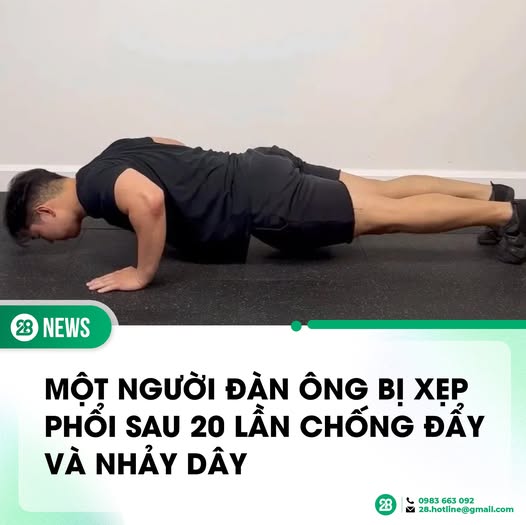 28 NEWS
MỘT NGƯỜI ĐÀN ÔNG BỊ XẸP
PHỔI SAU 20 LẦN CHỐNG ĐẨY
VÀ NHẢY DÂY
28
0983 663 092
28.hotline@gmail.com